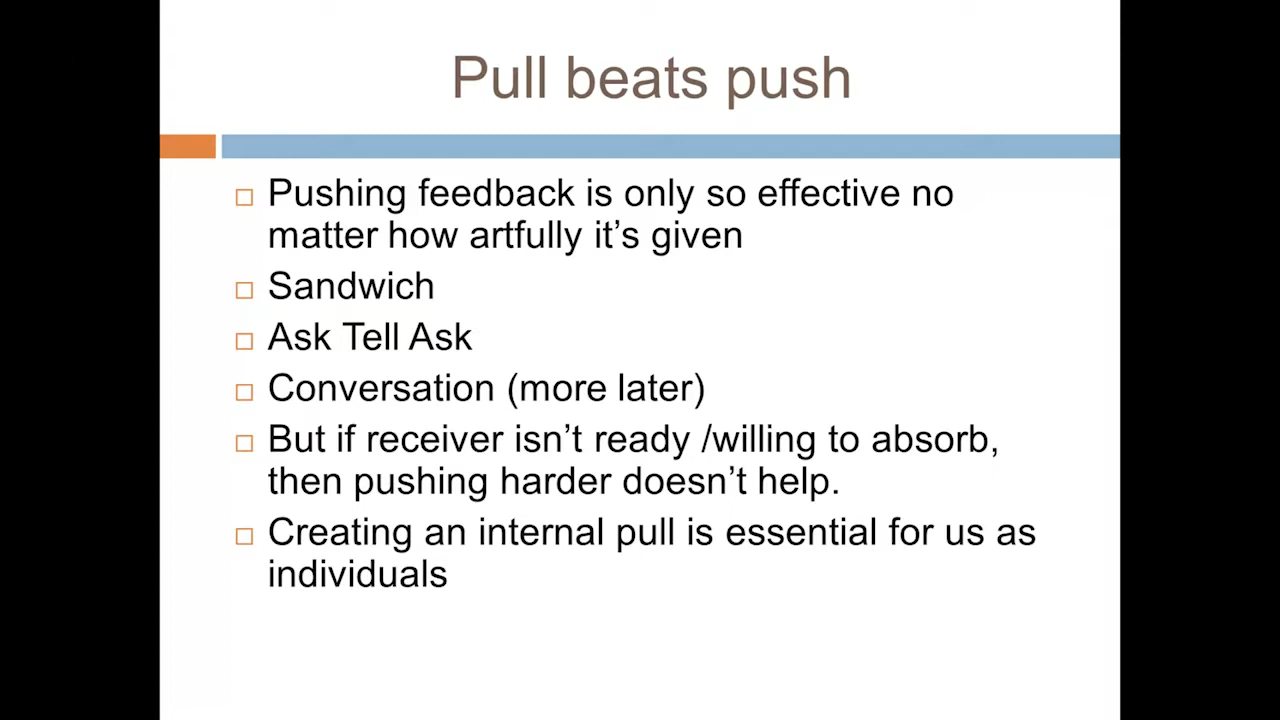 Pull beats push
Pushing feedback is only so effective no
matter how artfully it’s given
Sandwich
Ask Tell Ask
Conversation (more later)
But if receiver isn’t ready /willing to absorb,
then pushing harder doesn’t help.
Creating an internal pull is essential for us as
individuals